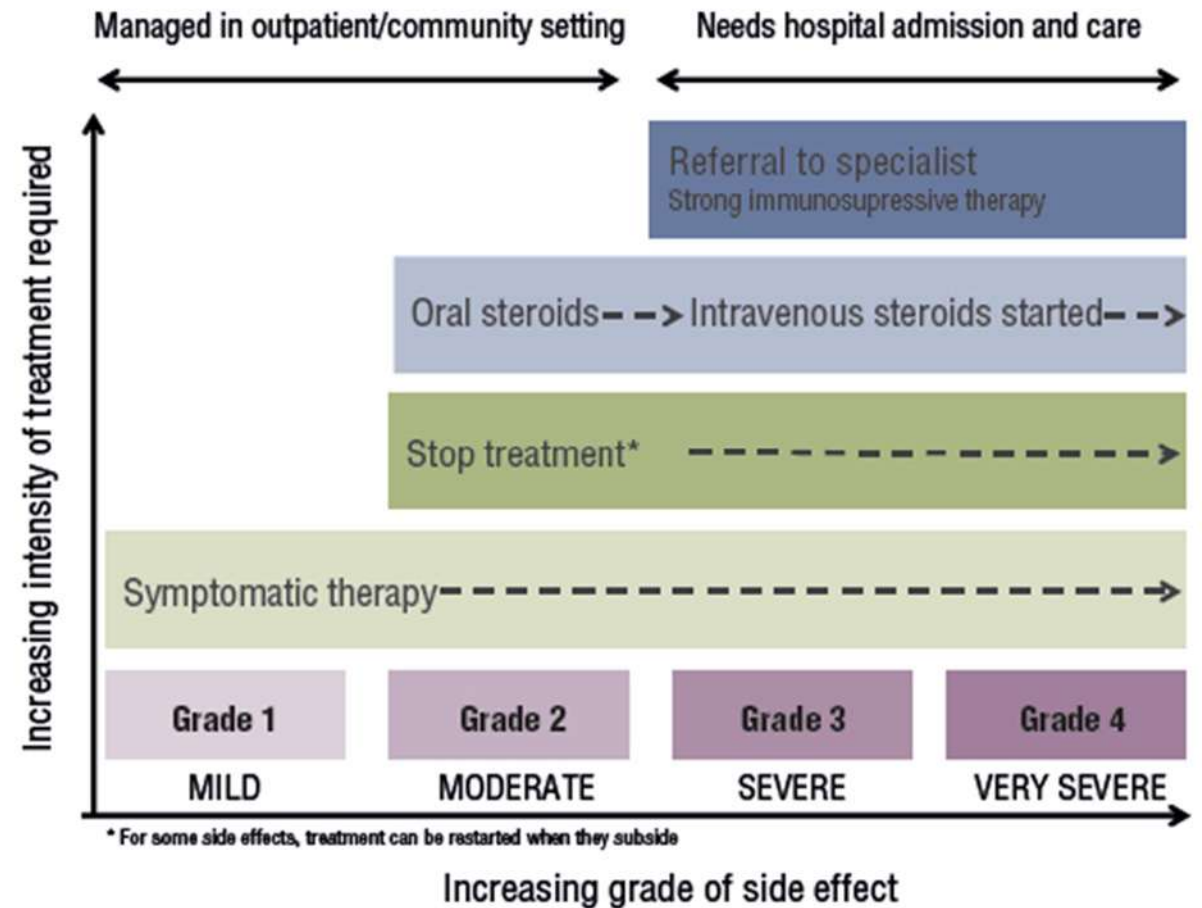 Managed in outpatient/community setting
Needs hospital admission and care
Increasing intensity of treatment required
Referral to specialist
Strong immunosupressive therapy
Oral steroids Intravenous steroids started
Stop treatment*
Symptomatic therapy
Grade 1 Grade 2 Grade 3 Grade 4
MILD MODERATE SEVERE VERY SEVERE
* For some side effects, treatment can be restarted when they subside
Increasing grade of side effect